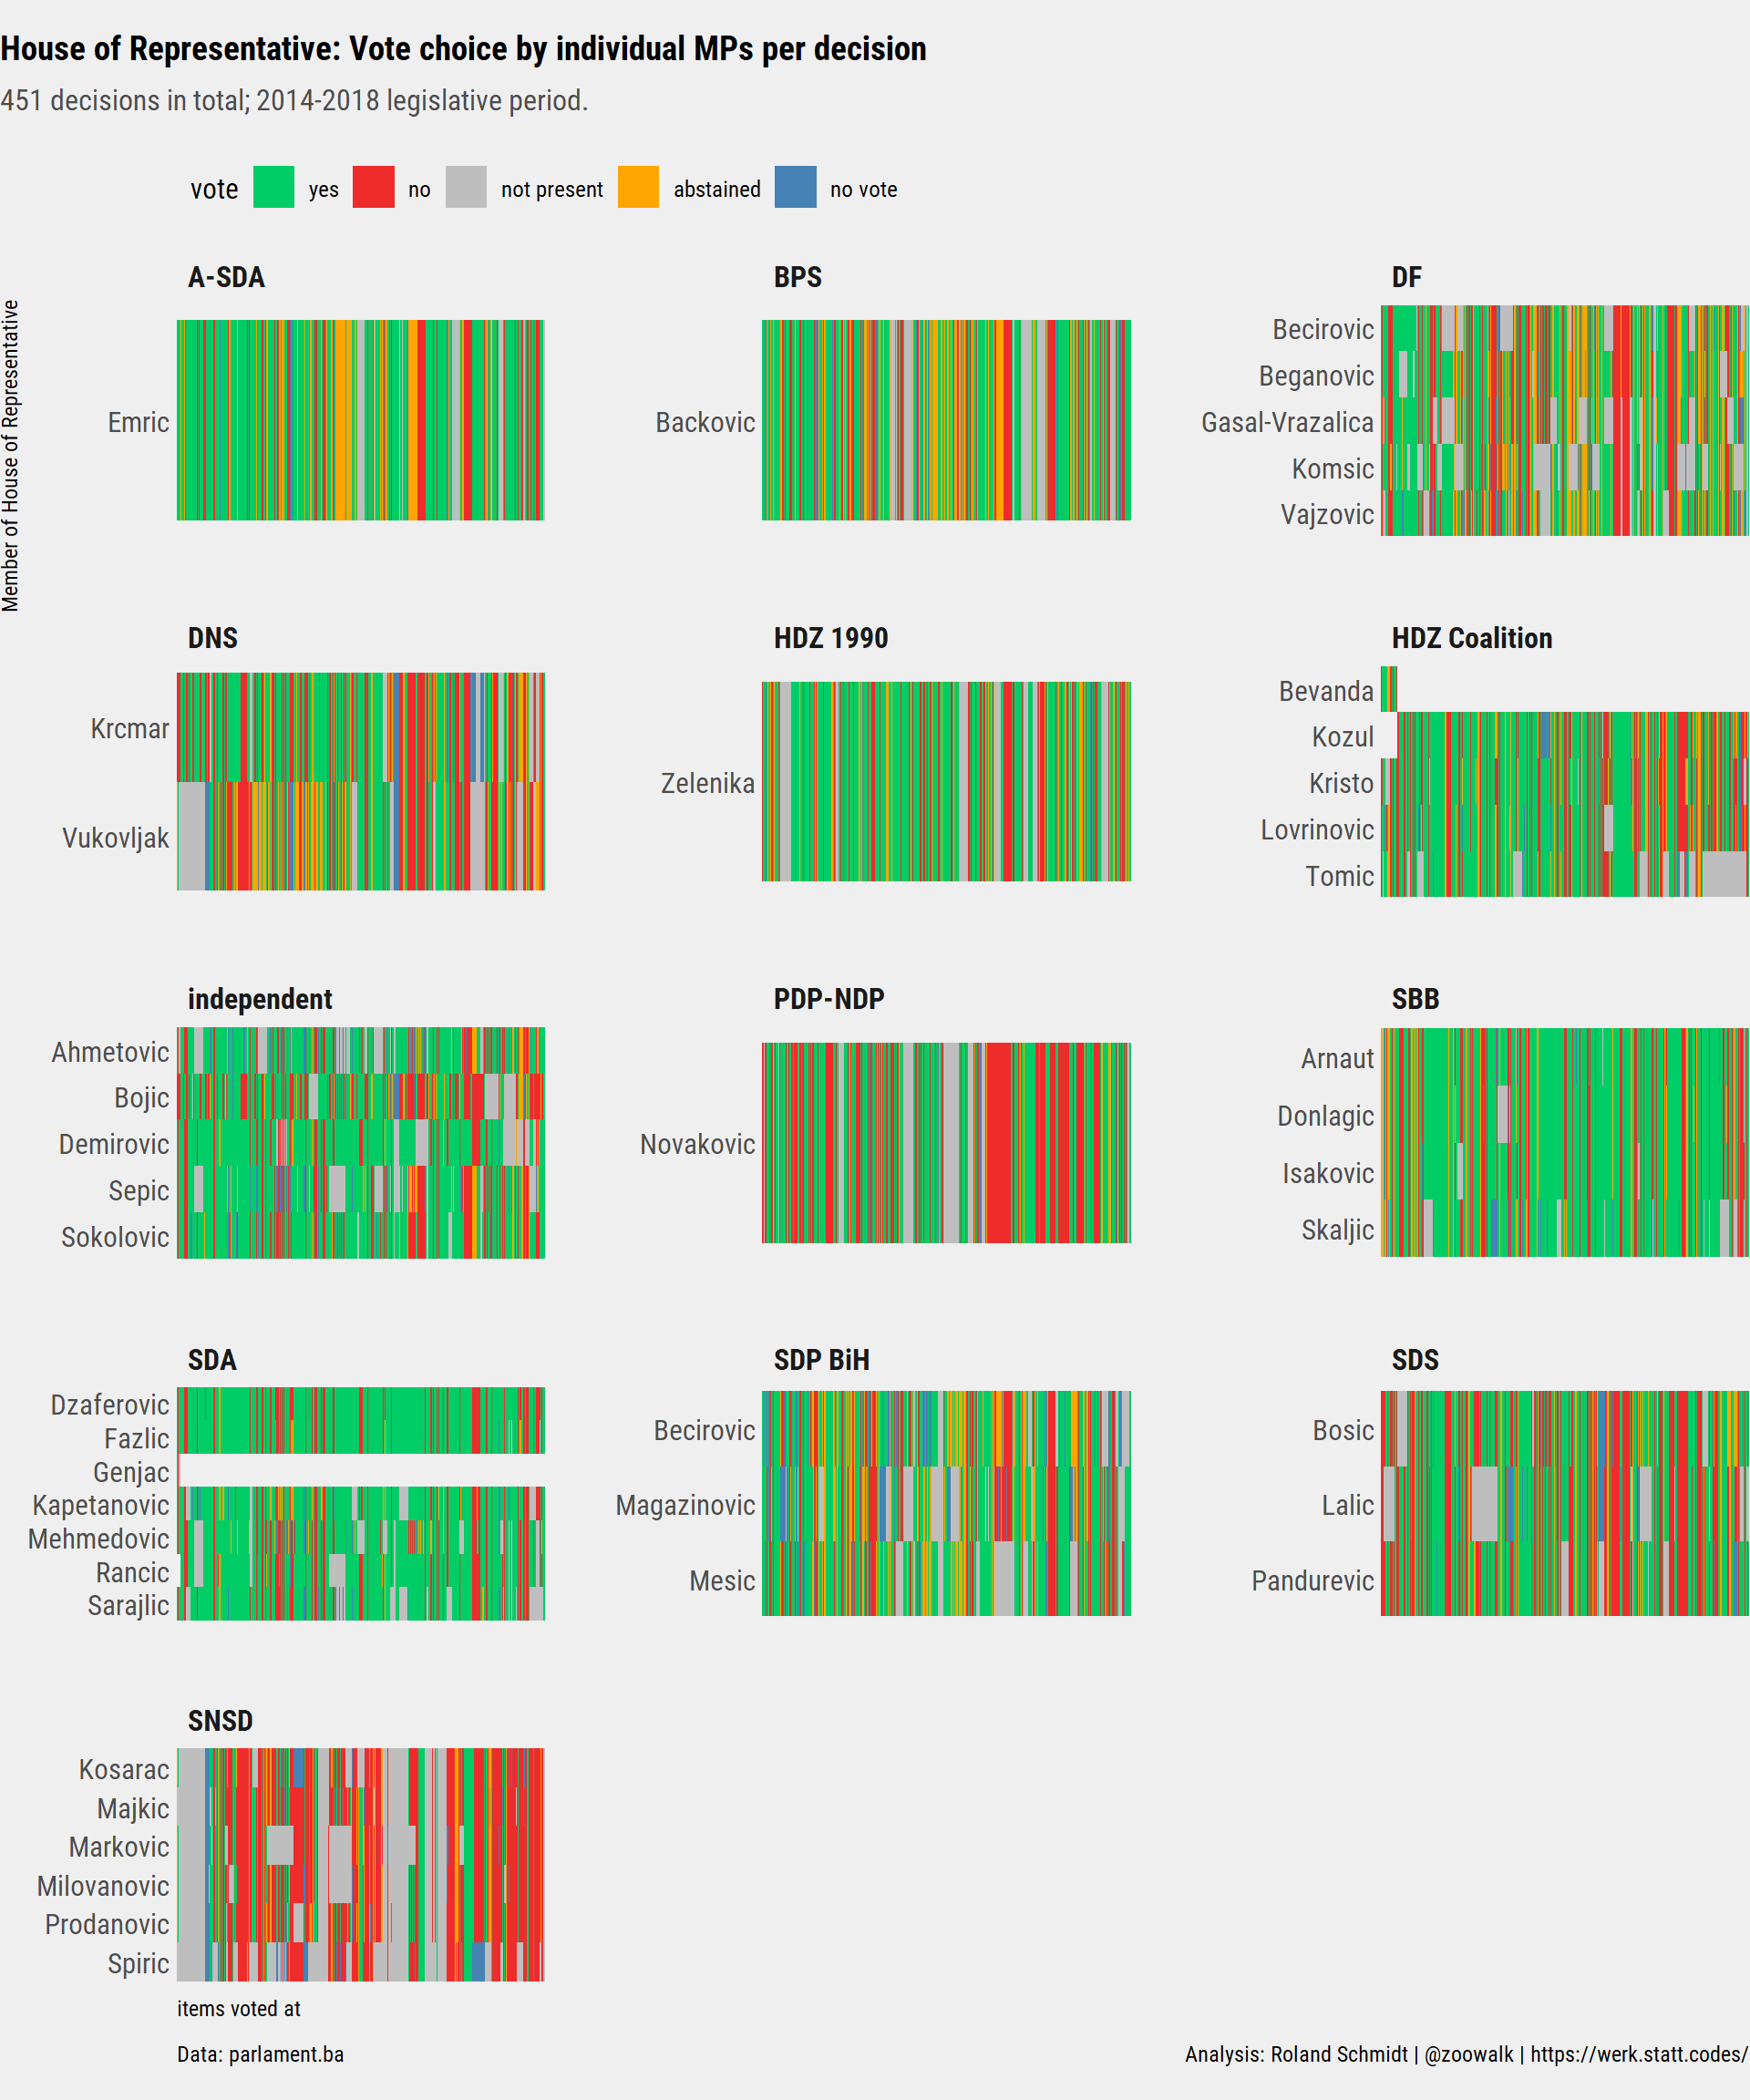 House of Representative: Vote choice by individual MPs per decision
451 decisions in total; 2014-2018 legislative period.
vote yes no not present abstained no vote
Member of House of Representative
A-SDA
Emric
BPS
Backovic
DF
Becirovic
Beganovic
Gasal-Vrazalica
Komsic
Vajzovic
DNS
Krcmar
Vukovljak
HDZ 1990
Zelenika
HDZ Coalition
Bevanda
Kozul
Kristo
Lovrinovic
Tomic
independent
Ahmetovic
Bojic
Demirovic
Sepic
Sokolovic
PDP-NDP
Novakovic
SBB
Arnaut
Donlagic
Isakovic
Skaljic
SDA
Dzaferovic
Fazlic
Genjac
Kapetanovic
Mehmedovic
Rancic
Sarajlic
SDP BiH
Becirovic
Magazinovic
Mesic
SDS
Bosic
Lalic
Pandurevic
SNSD
Kosarac
Majkic
Markovic
Milovanovic
Prodanovic
Spiric
items voted at
Data: parlament.ba
Analysis: Roland Schmidt | @zoowalk | https://werk.statt.codes/